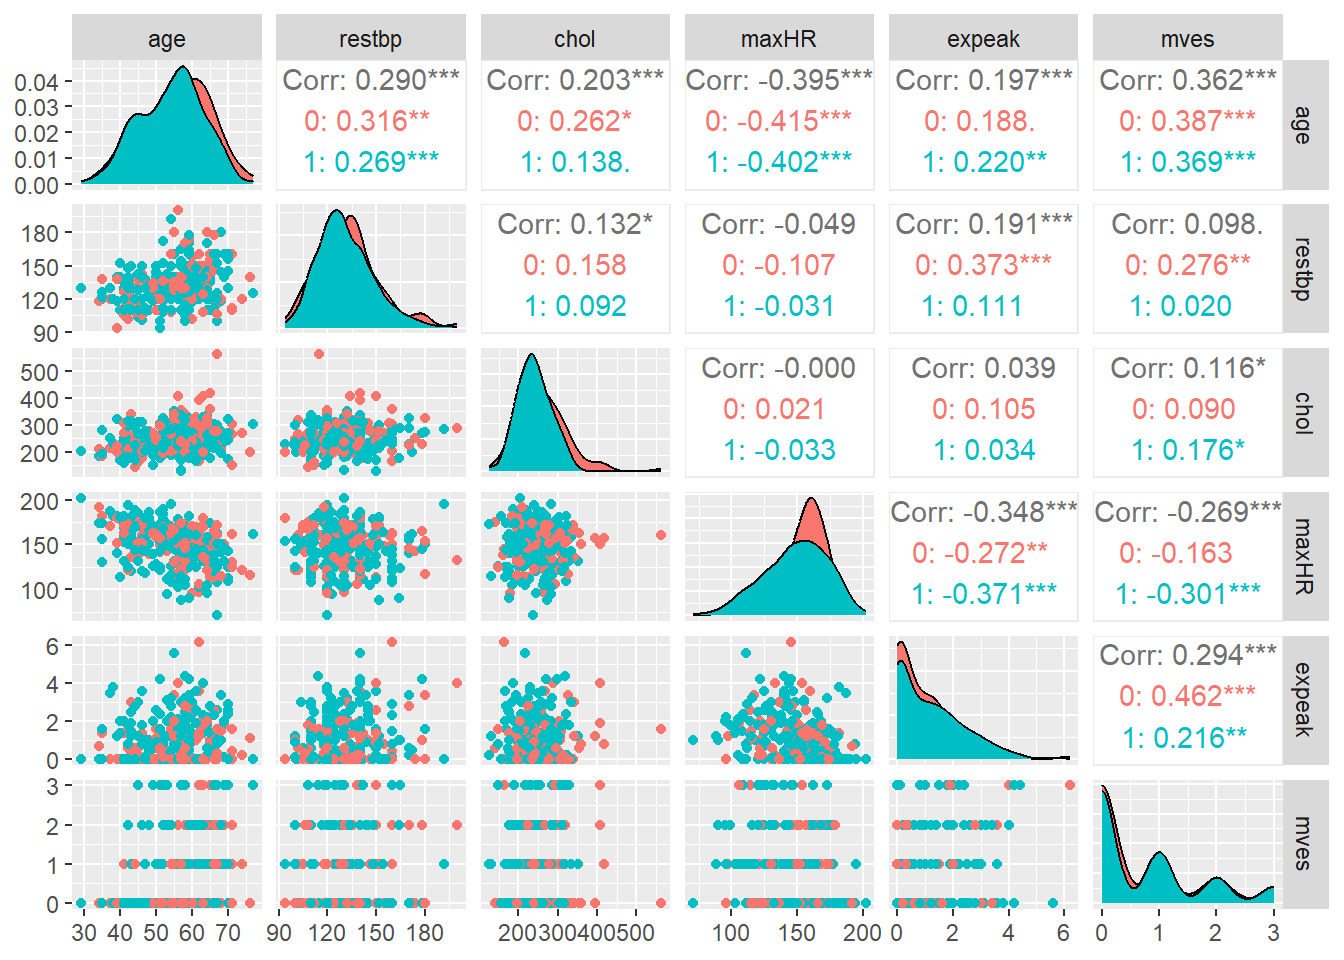 age restbp chol maxHR expeak mves
0.04 Corr: 0.290*** Corr: 0.203*** Corr: -0.395*** Corr: 0.197*** Corr: 0.362***
0.03 0: 0.316** 0: 0.262* 0: -0.415*** 0: 0.188. 0: 0.387*** age
0.02
0.01 1: 0.269*** 1: 0.138. 1: -0.402*** 1: 0.220** 1: 0.369***
0.00
180 Corr: 0.132* Corr: -0.049 Corr: 0.191*** Corr: 0.098.
150 0: 0.158 0: -0.107 0: 0.373*** 0: 0.276** restbp
120 1: 0.092 1: -0.031 1: 0.111 1: 0.020
90
500 Corr: -0.000 Corr: 0.039 Corr: 0.116*
400 0: 0.021 0: 0.105 0: 0.090 chol
300
200 1: -0.033 1: 0.034 1: 0.176*
200 Corr: -0.348*** Corr: -0.269***
150 0: -0.272** 0: -0.163 maxHR
100 1: -0.371*** 1: -0.301***
6 Corr: 0.294***
4 0: 0.462*** expeak
2 1: 0.216**
0
3
2 mves
1
0
30 40 50 60 70 90 120 150 180 200 300 400 500 100 150 200 0 2 4 6 0 1 2 3